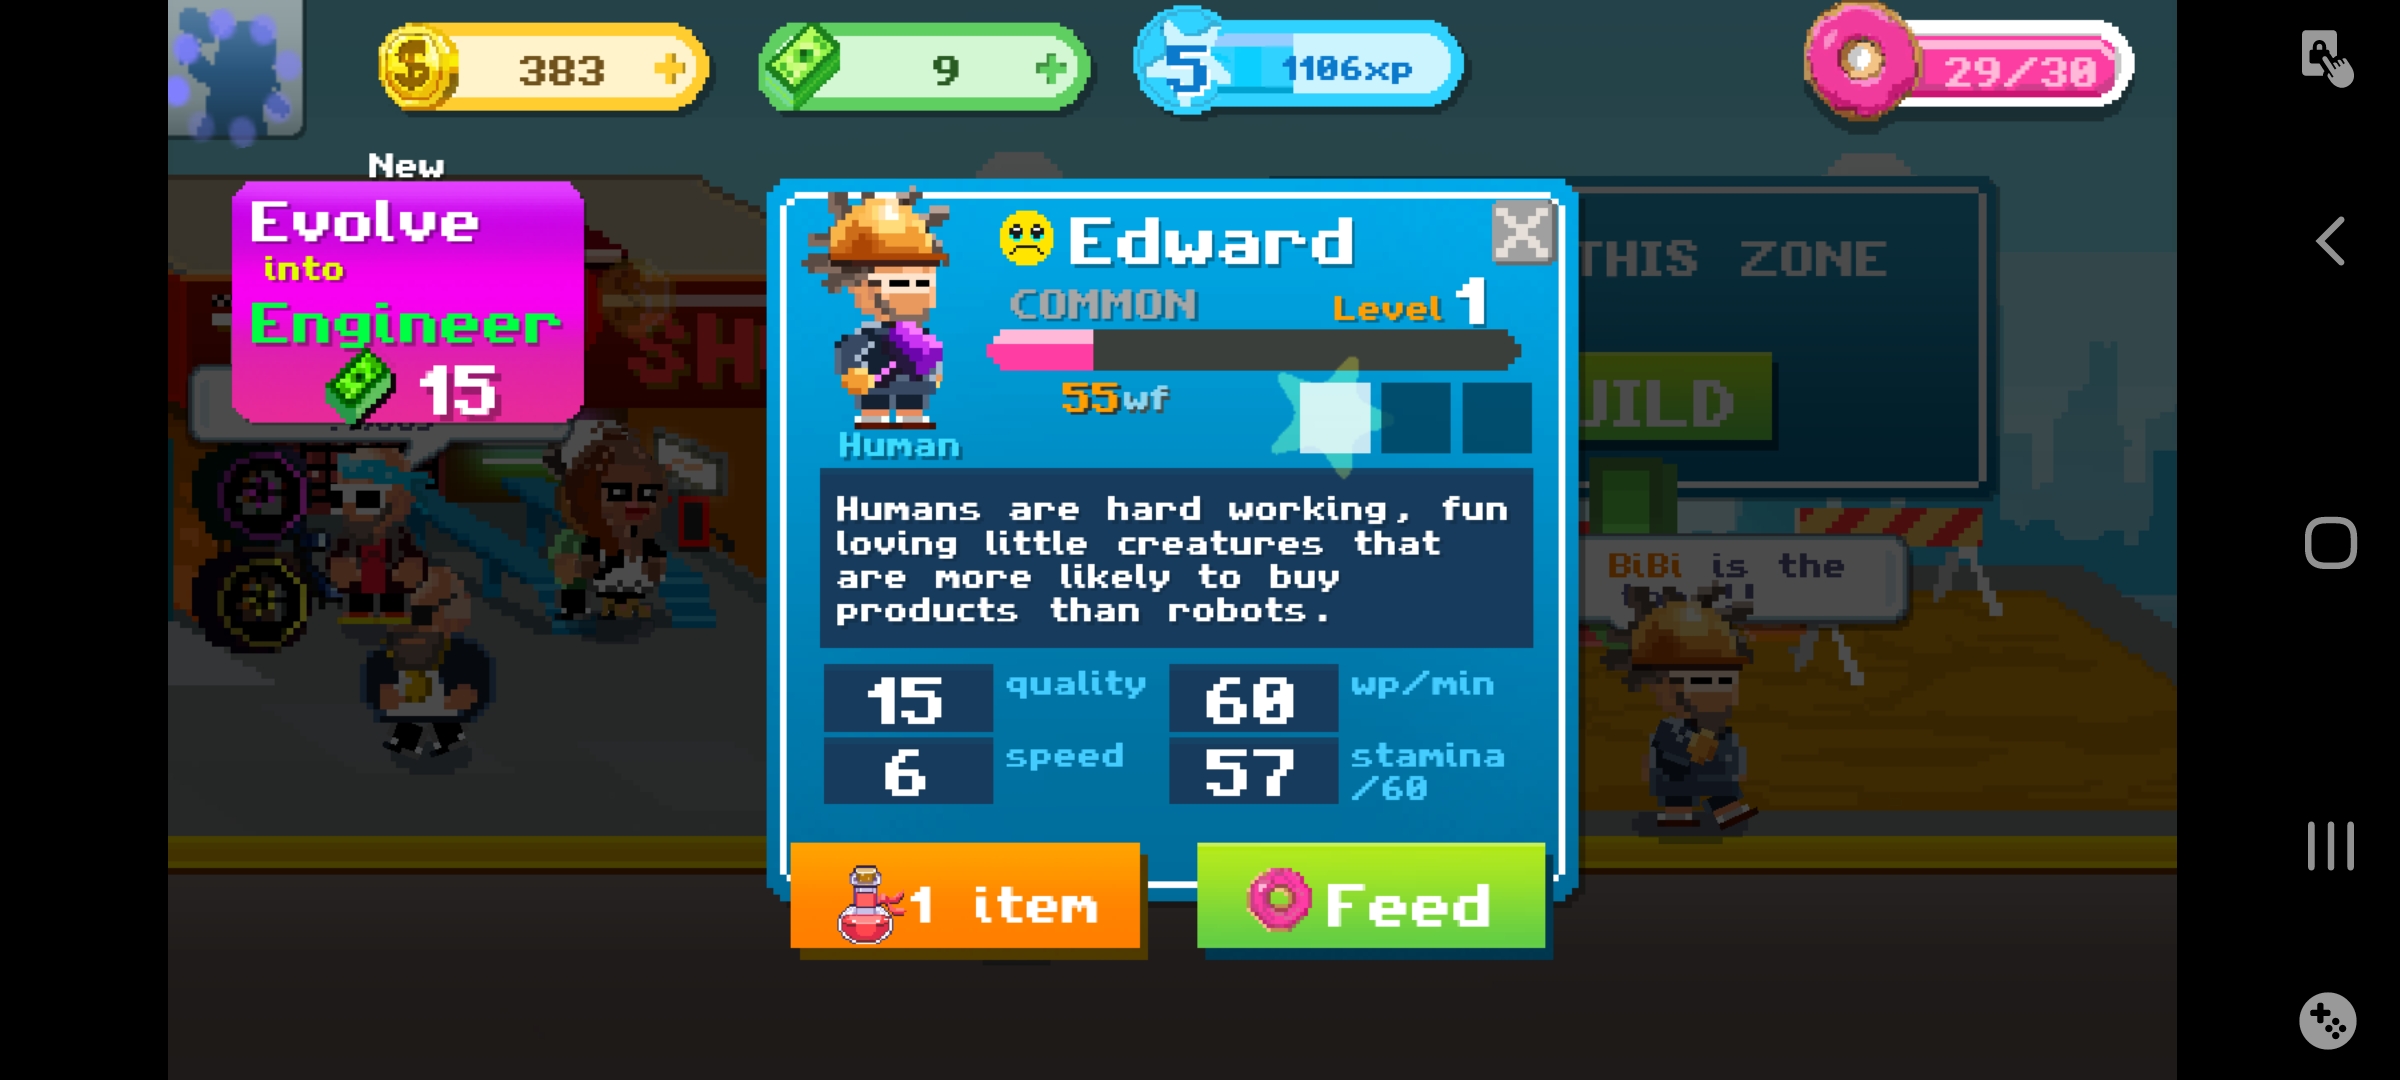 383 +
9 +
5 1106xp
29/30
New
Evolve
into
Engineer
15
Edward
COMMON
Level 1
55wf
Human
Humans are hard working, fun
loving little creatures that
are more likely to buy
products than robots.
15 quality
60 wp/min
6 speed
57 stamina
/60
1 item
Feed
SH
THIS ZONE
UILD
BiBi is the